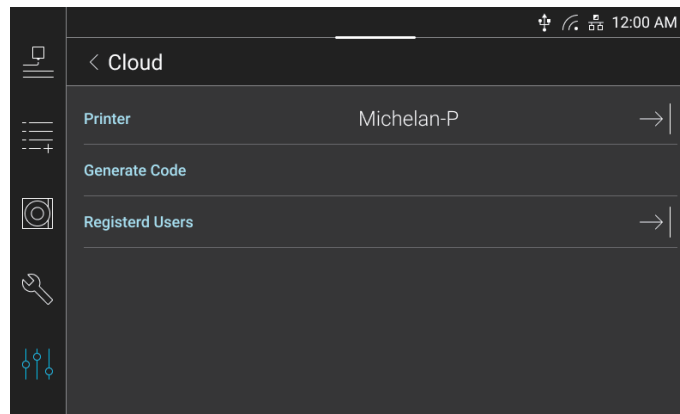 12:00 AM
Cloud
Printer Michelan-P
Generate Code
Registerd Users